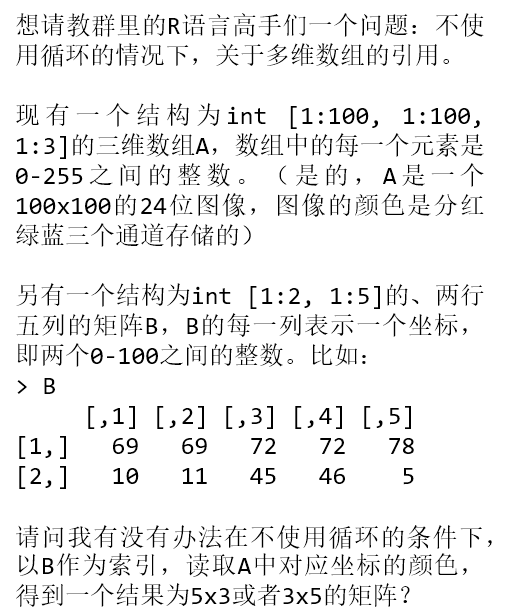 想请教群里的R语言高手们一个问题：不使
用循环的情况下，关于多维数组的引用。
现有一个结构为int [1:100, 1:100,
1:3]的三维数组A，数组中的每一个元素是
0-255之间的整数。（是的，A是一个
100x100的24位图像，图像的颜色是分红
绿蓝三个通道存储的）
另有一个结构为int [1:2, 1:5]的、两行
五列的矩阵B，B的每一列表示一个坐标，
即两个0-100之间的整数。比如：
> B
[,1] [,2] [,3] [,4] [,5]
[1,] 69 69 72 72 78
[2,] 10 11 45 46 5
请问我有没有办法在不使用循环的条件下，
以B作为索引，读取A中对应坐标的颜色，
得到一个结果为5x3或者3x5的矩阵？